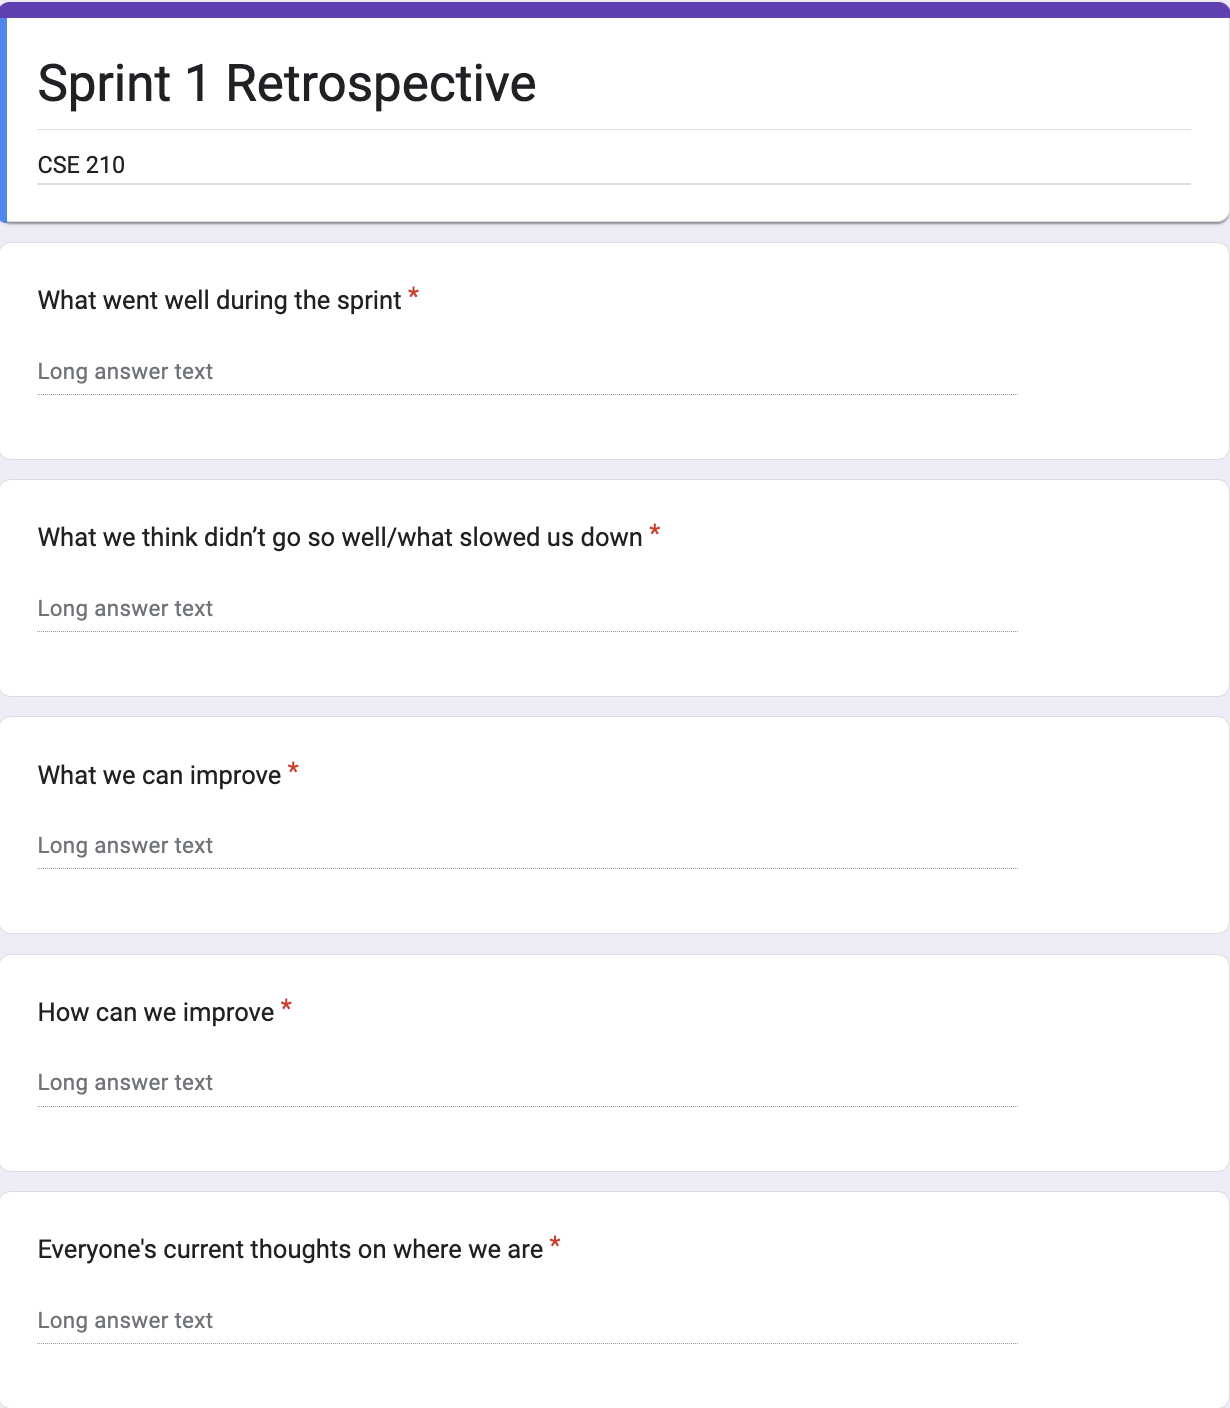 Sprint 1 Retrospective
CSE 210
What went well during the sprint *
Long answer text
What we think didn’t go so well/what slowed us down *
Long answer text
What we can improve *
Long answer text
How can we improve *
Long answer text
Everyone's current thoughts on where we are *
Long answer text